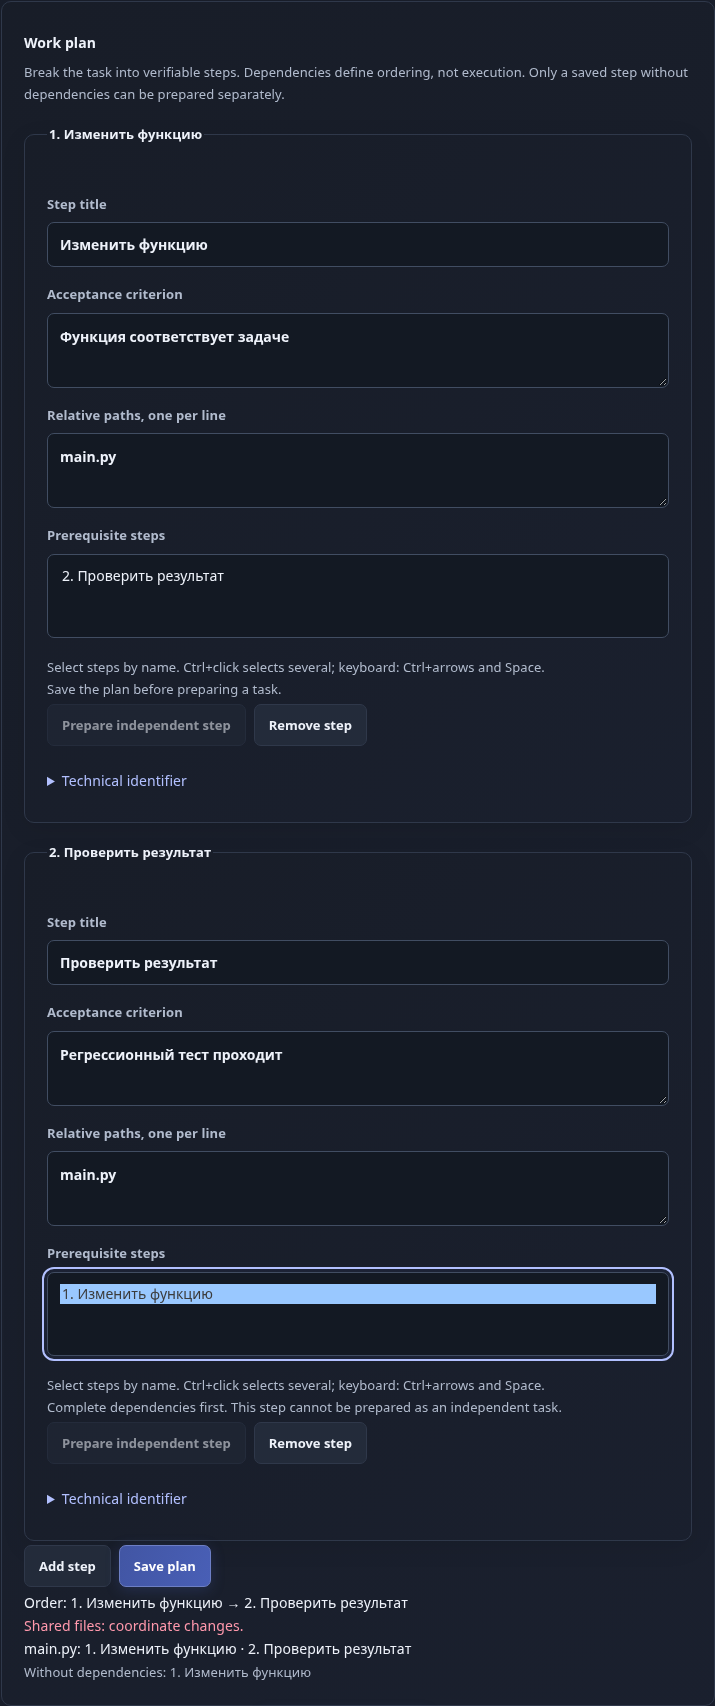 Work plan
Break the task into verifiable steps. Dependencies define ordering, not execution. Only a saved step without
dependencies can be prepared separately.
1. Изменить функцию
Step title
Изменить функцию
Acceptance criterion
Функция соответствует задаче
Relative paths, one per line
main.py
Prerequisite steps
2. Проверить результат
Select steps by name. Ctrl+click selects several; keyboard: Ctrl+arrows and Space.
Save the plan before preparing a task.
Prepare independent step Remove step
▶ Technical identifier
2. Проверить результат
Step title
Проверить результат
Acceptance criterion
Регрессионный тест проходит
Relative paths, one per line
main.py
Prerequisite steps
1. Изменить функцию
Select steps by name. Ctrl+click selects several; keyboard: Ctrl+arrows and Space.
Complete dependencies first. This step cannot be prepared as an independent task.
Prepare independent step Remove step
▶ Technical identifier
Add step Save plan
Order: 1. Изменить функцию → 2. Проверить результат
Shared files: coordinate changes.
main.py: 1. Изменить функцию · 2. Проверить результат
Without dependencies: 1. Изменить функцию